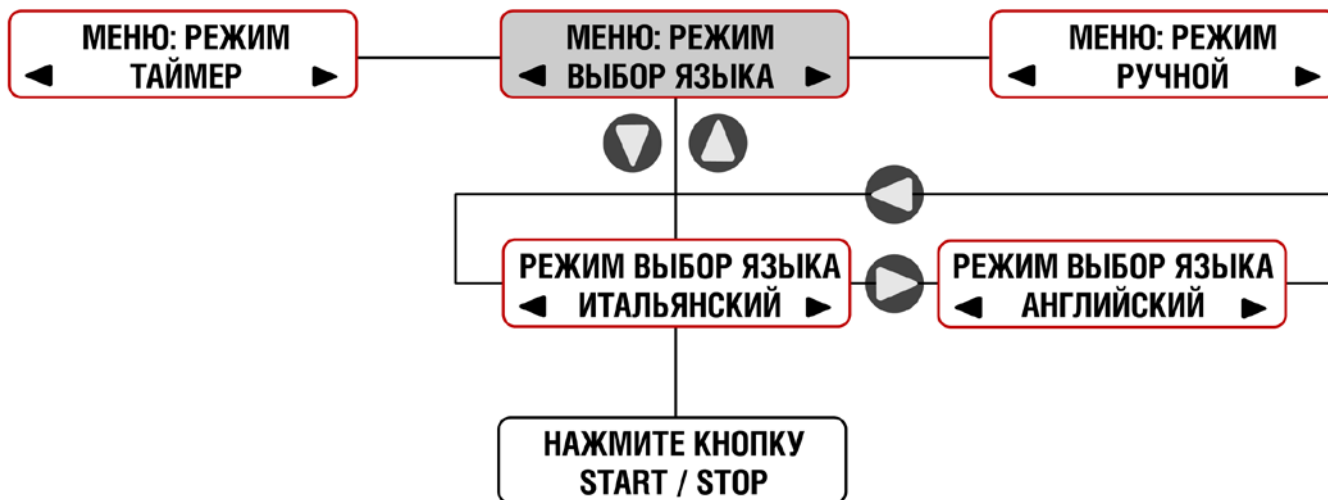 МЕНЮ: РЕЖИМ
ТАЙМЕР
МЕНЮ: РЕЖИМ
ВЫБОР ЯЗЫКА
МЕНЮ: РЕЖИМ
РУЧНОЙ
РЕЖИМ ВЫБОР ЯЗЫКА
ИТАЛЬЯНСКИЙ
РЕЖИМ ВЫБОР ЯЗЫКА
АНГЛИЙСКИЙ
НАЖМИТЕ КНОПКУ
START / STOP